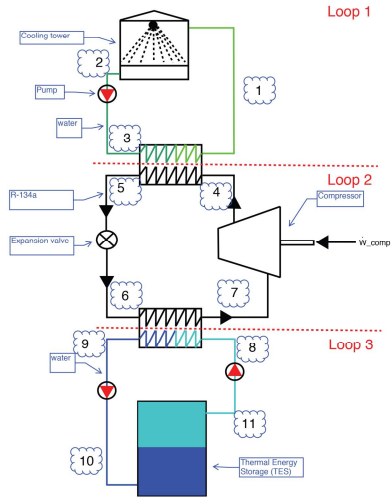 Loop 1
Cooling tower
2
Pump
1
water
3
Loop 2
5
4
R-134a
Compressor
Expansion valve
Ẇ_comp
6
7
Loop 3
9
8
water
11
10
Thermal Energy
Storage (TES)